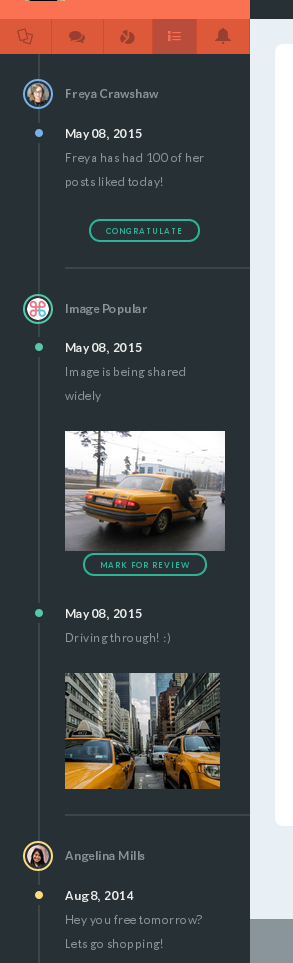 Freya Crawshaw
May 08, 2015
Freya has had 100 of her
posts liked today!
CONGRATULATE
Image Popular
May 08, 2015
Image is being shared
widely
MARK FOR REVIEW
May 08, 2015
Driving through! :)
Angelina Mills
Aug 8, 2014
Hey you free tomorrow?
Lets go shopping!